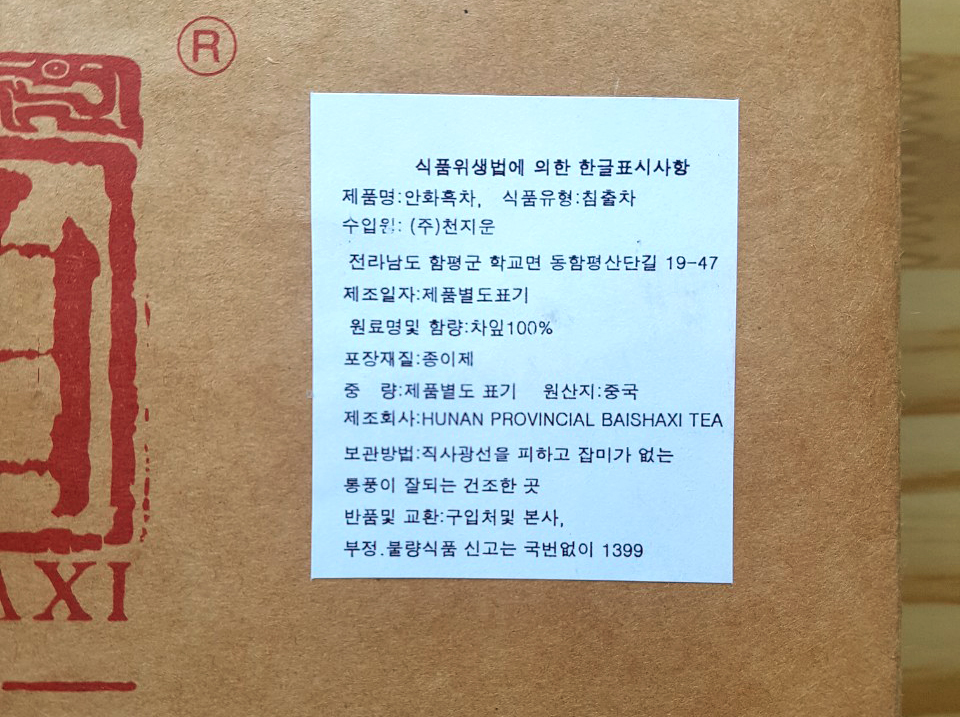 R
식품위생법에 의한 한글표시사항
제품명:안화흑차, 식품유형:침출차
수입원: (주)천지운
전라남도 함평군 학교면 동함평산단길 19-47
제조일자:제품별도표기
원료명및 함량:차잎100%
포장재질:종이제
중 량:제품별도 표기 원산지:중국
제조회사:HUNAN PROVINCIAL BAISHAXI TEA
보관방법:직사광선을 피하고 잡미가 없는
통풍이 잘되는 건조한 곳
반품및 교환:구입처및 본사,
부정.불량식품 신고는 국번없이 1399
AXI